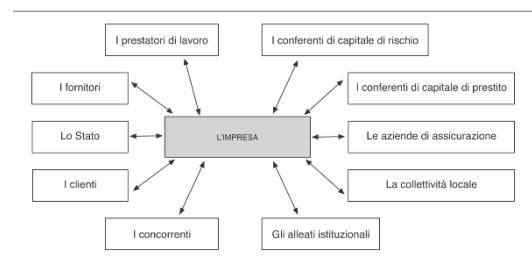 I prestatori di lavoro
I conferenti di capitale di rischio
I fornitori
I conferenti di capitale di prestito
Lo Stato
L'IMPRESA
Le aziende di assicurazione
I clienti
La collettività locale
I concorrenti
Gli alleati istituzionali